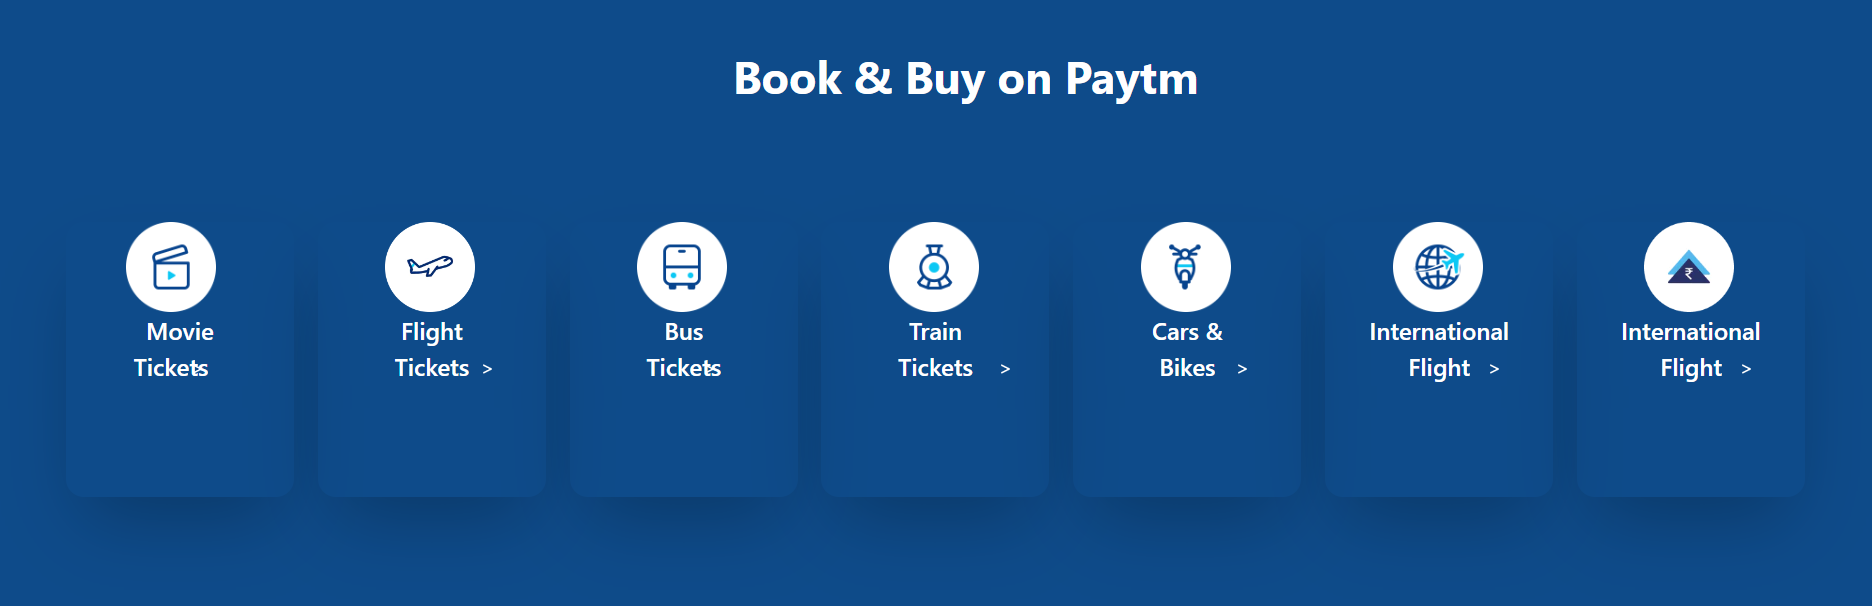 Book & Buy on Paytm
Movie
Tickets >
Flight
Tickets >
Bus
Tickets >
Train
Tickets >
Cars &
Bikes >
International
Flight >
₹
International
Flight >